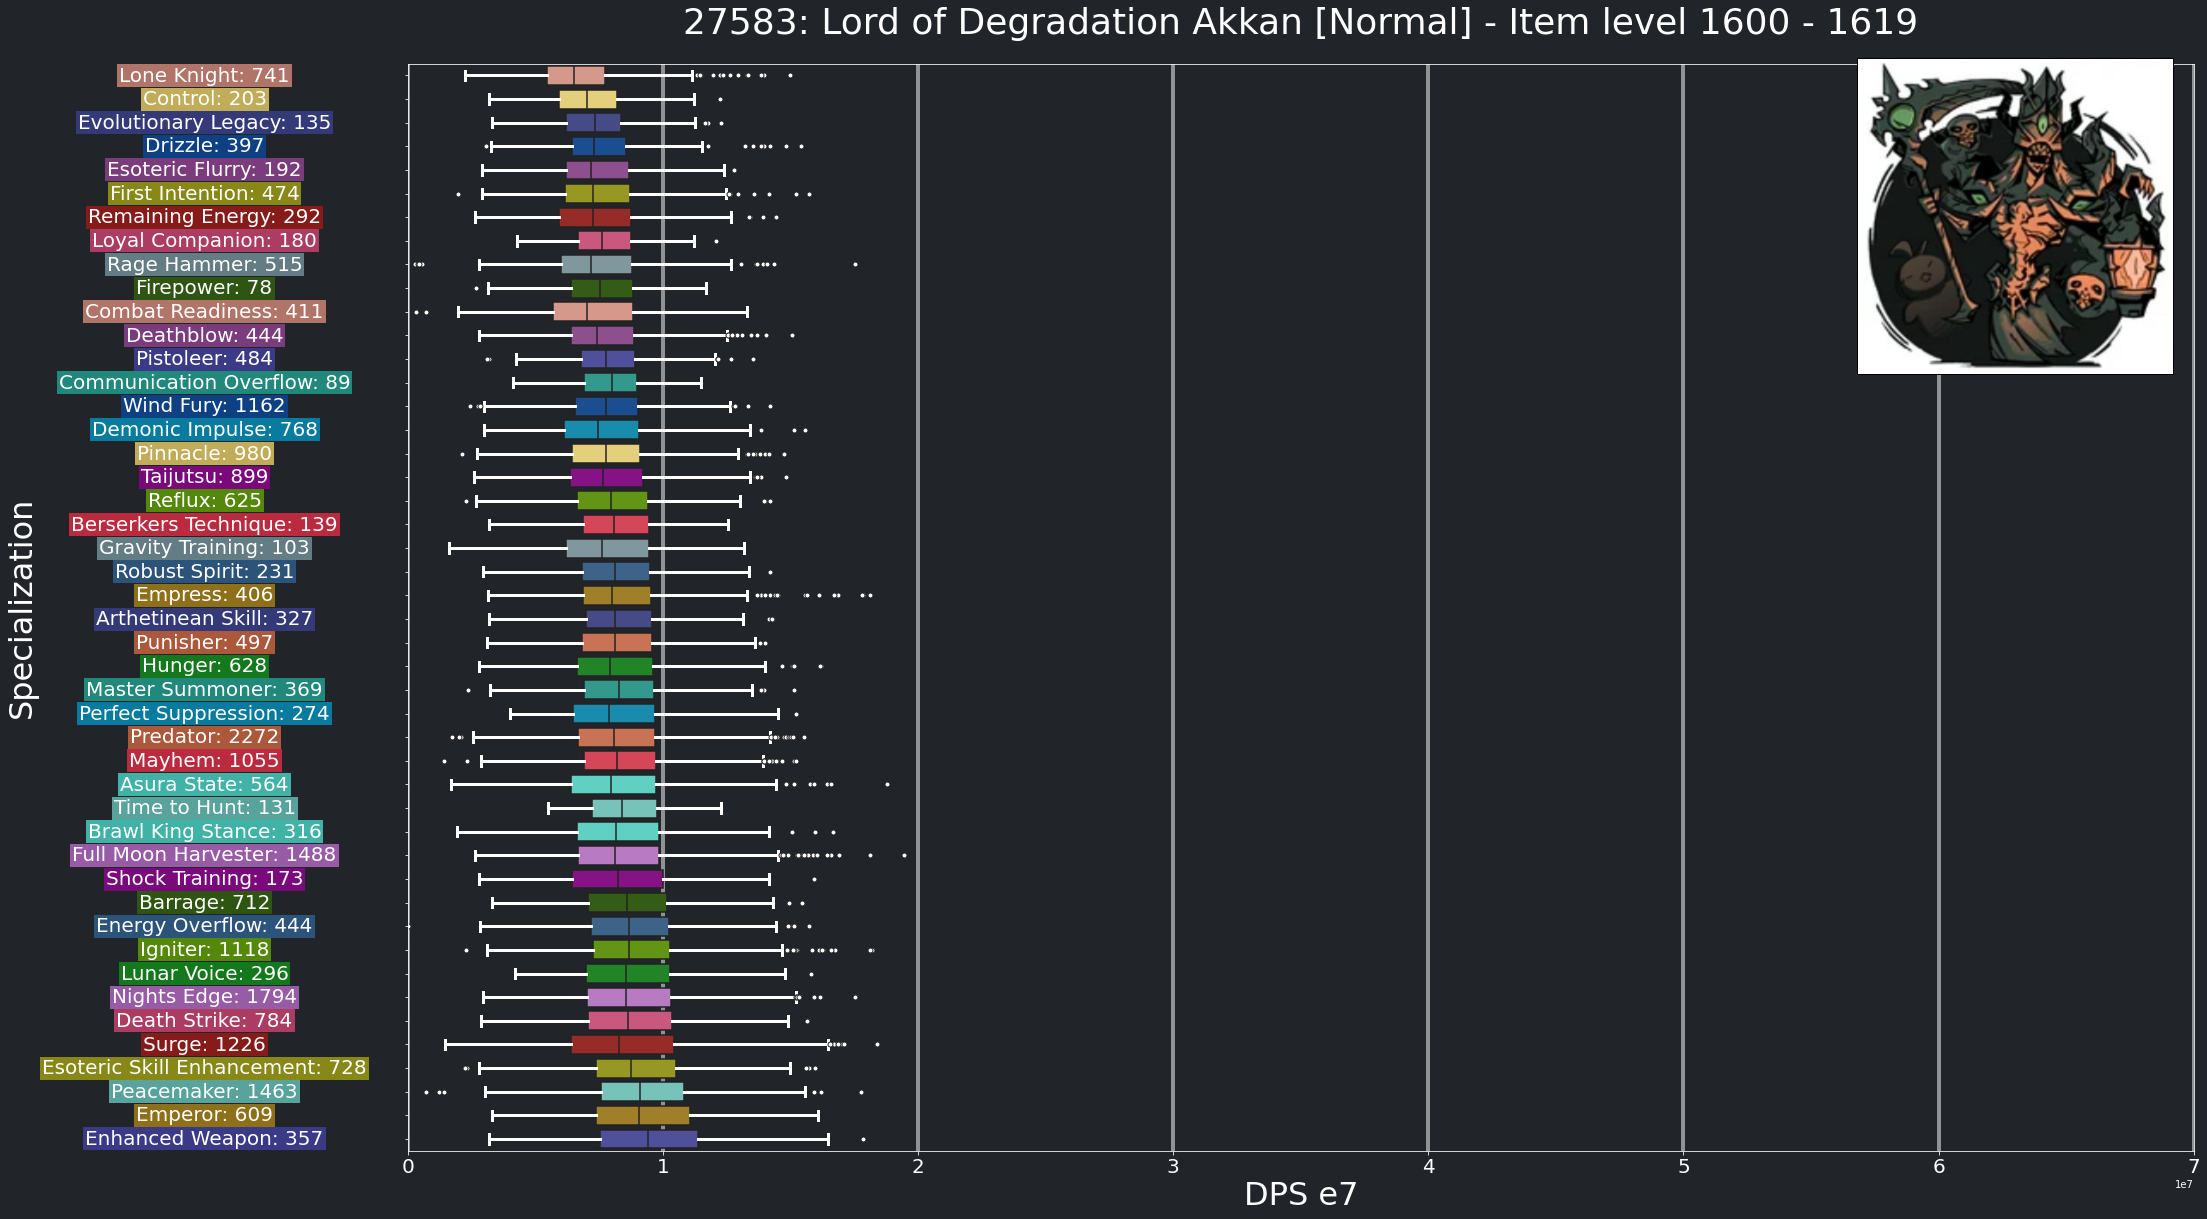 27583: Lord of Degradation Akkan [Normal] - Item level 1600 - 1619
Specialization
Lone Knight: 741
Control: 203
Evolutionary Legacy: 135
Drizzle: 397
Esoteric Flurry: 192
First Intention: 474
Remaining Energy: 292
Loyal Companion: 180
Rage Hammer: 515
Firepower: 78
Combat Readiness: 411
Deathblow: 444
Pistoleer: 484
Communication Overflow: 89
Wind Fury: 1162
Demonic Impulse: 768
Pinnacle: 980
Taijutsu: 899
Reflux: 625
Berserkers Technique: 139
Gravity Training: 103
Robust Spirit: 231
Empress: 406
Arthetinean Skill: 327
Punisher: 497
Hunger: 628
Master Summoner: 369
Perfect Suppression: 274
Predator: 2272
Mayhem: 1055
Asura State: 564
Time to Hunt: 131
Brawl King Stance: 316
Full Moon Harvester: 1488
Shock Training: 173
Barrage: 712
Energy Overflow: 444
Igniter: 1118
Lunar Voice: 296
Nights Edge: 1794
Death Strike: 784
Surge: 1226
Esoteric Skill Enhancement: 728
Peacemaker: 1463
Emperor: 609
Enhanced Weapon: 357
0 1 2 3 4 5 6 7
1e7
DPS e7